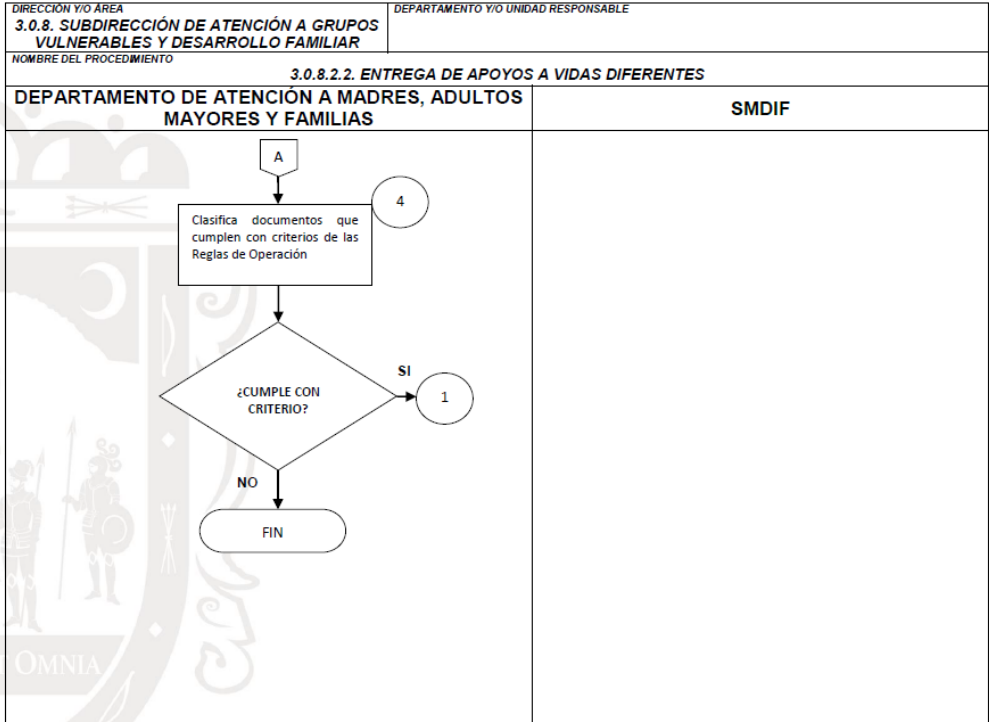 DIRECCIÓN Y/O ÁREA
3.0.8. SUBDIRECCIÓN DE ATENCIÓN A GRUPOS
VULNERABLES Y DESARROLLO FAMILIAR
DEPARTAMENTO Y/O UNIDAD RESPONSABLE
NOMBRE DEL PROCEDIMIENTO
3.0.8.2.2. ENTREGA DE APOYOS A VIDAS DIFERENTES
DEPARTAMENTO DE ATENCIÓN A MADRES, ADULTOS
MAYORES Y FAMILIAS
SMDIF
A
4
Clasifica documentos que
cumplen con criterios de las
Reglas de Operación
¿CUMPLE CON
CRITERIO?
SI
1
NO
FIN
OMNIA